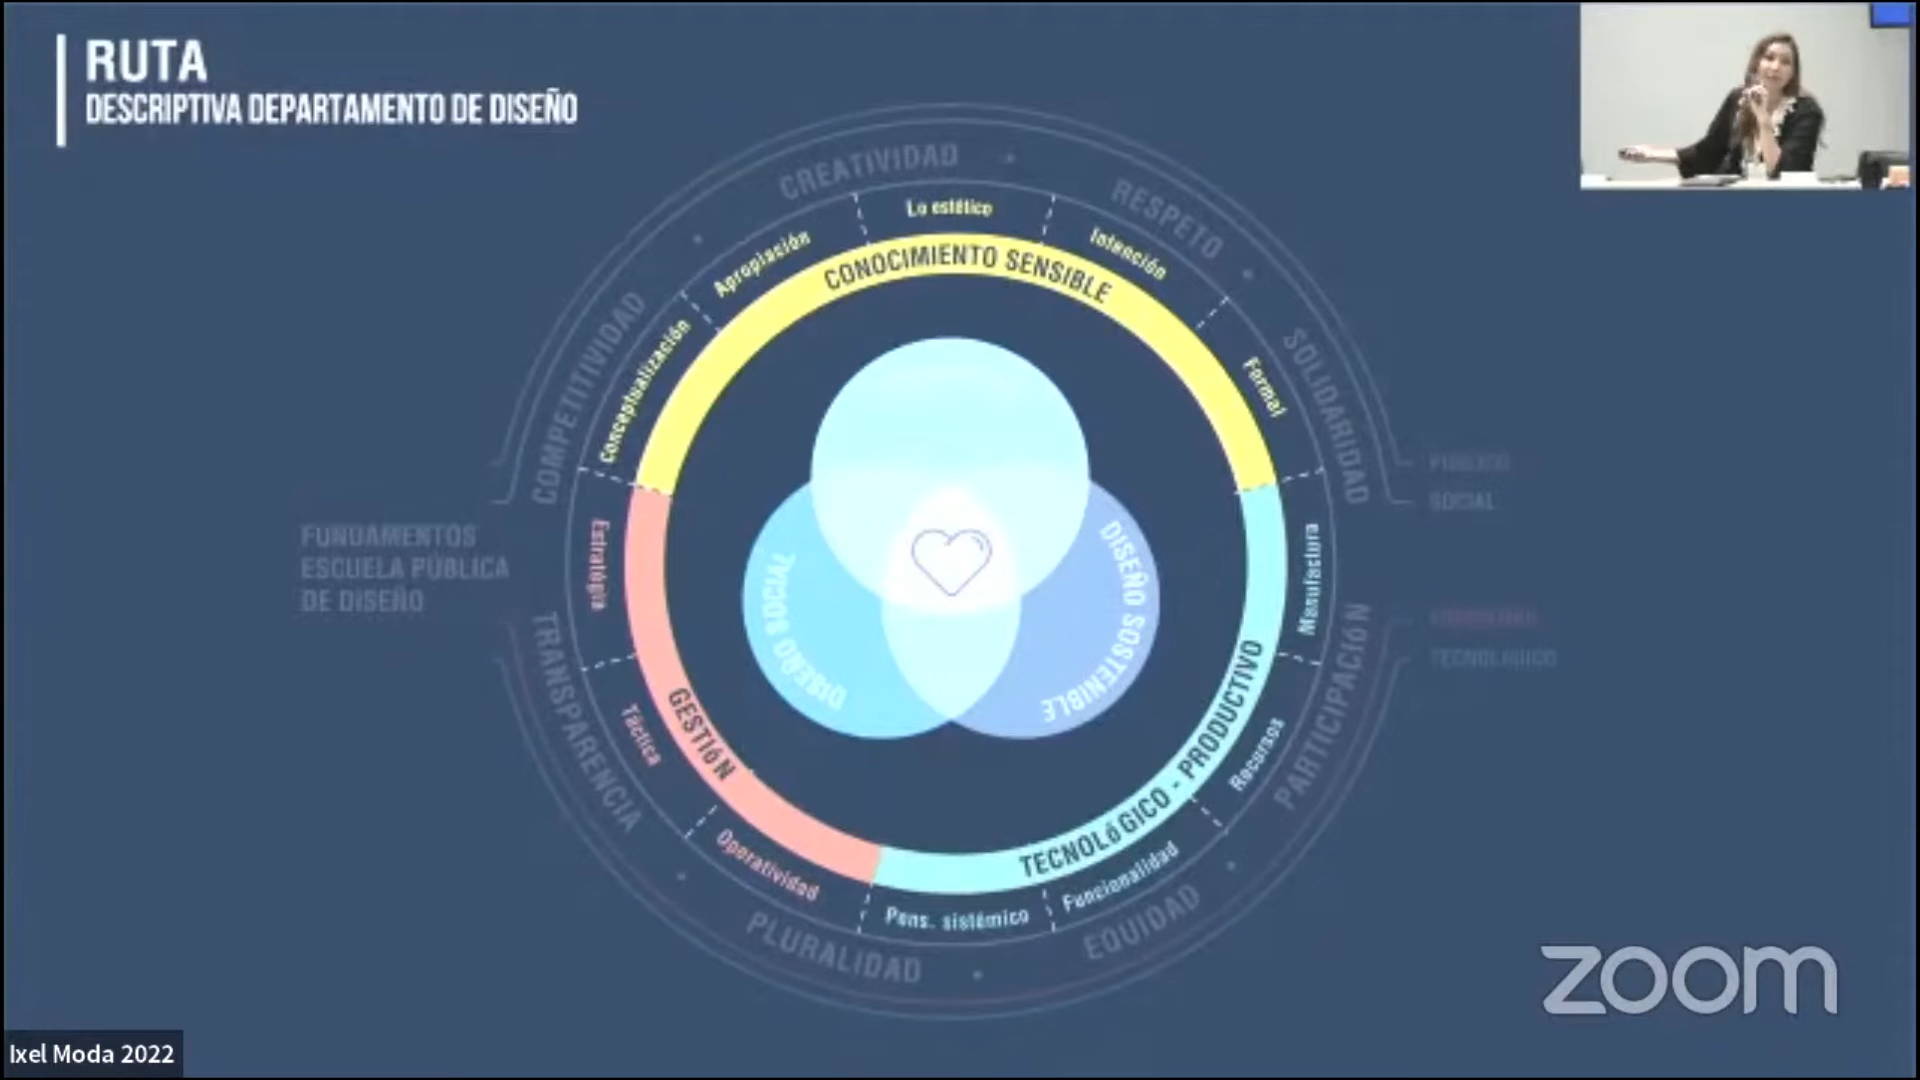 RUTA
DESCRIPTIVA DEPARTAMENTO DE DISEÑO
CREATIVIDAD
RESPETO
SOLIDARIDAD
PARTICIPACIóN
EQUIDAD
PLURALIDAD
TRANSPARENCIA
COMPETITIVIDAD
Lo estético
Intención
Formal
Manufactura
Recursos
Funcionalidad
Pens. sistémico
Operatividad
Táctica
Estratégia
Conceptualización
Apropiación
CONOCIMIENTO SENSIBLE
TECNOLóGICO - PRODUCTIVO
GESTIóN
DISEÑO SOCIAL
DISEÑO SOSTENIBLE
FUNDAMENTOS
ESCUELA PÚBLICA
DE DISEÑO
PÚBLICO
SOCIAL
TECNOLÓGICO
zoom
Ixel Moda 2022